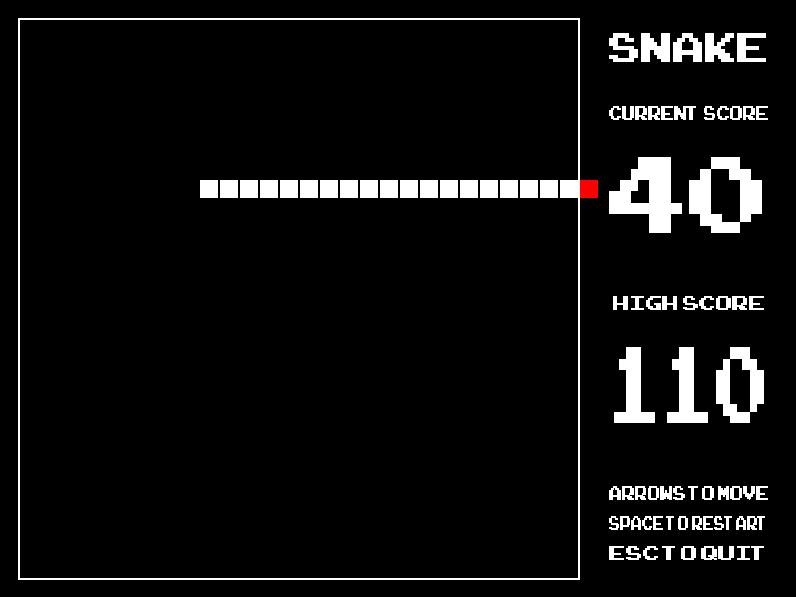 SNAKE
CURRENT SCORE
40
HIGH SCORE
110
ARROWS TO MOVE
SPACE TO RESTART
ESC TO QUIT